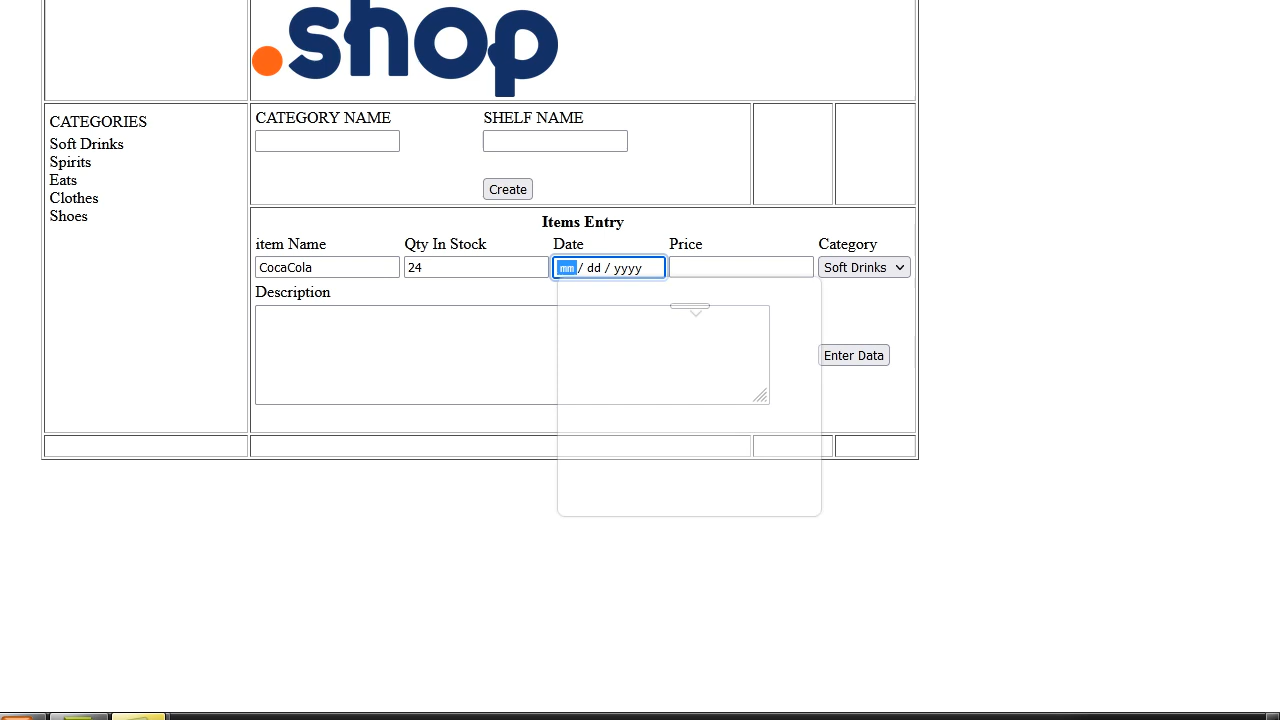 .shop
CATEGORIES
Soft Drinks
Spirits
Eats
Clothes
Shoes
CATEGORY NAME SHELF NAME
Create
Items Entry
item Name Qty In Stock Date Price Category
CocaCola 24 mm / dd / yyyy Soft Drinks
Description
Enter Data